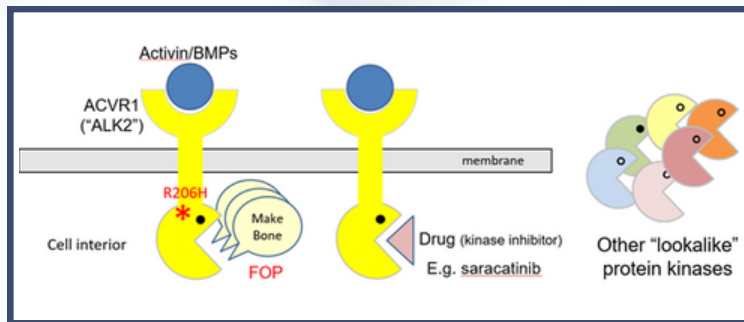 Activin/BMPs
ACVR1
("ALK2")
membrane
R206H
*
Make
Bone
Cell interior
FOP
Drug (kinase inhibitor)
E.g. saracatinib
Other "lookalike"
protein kinases